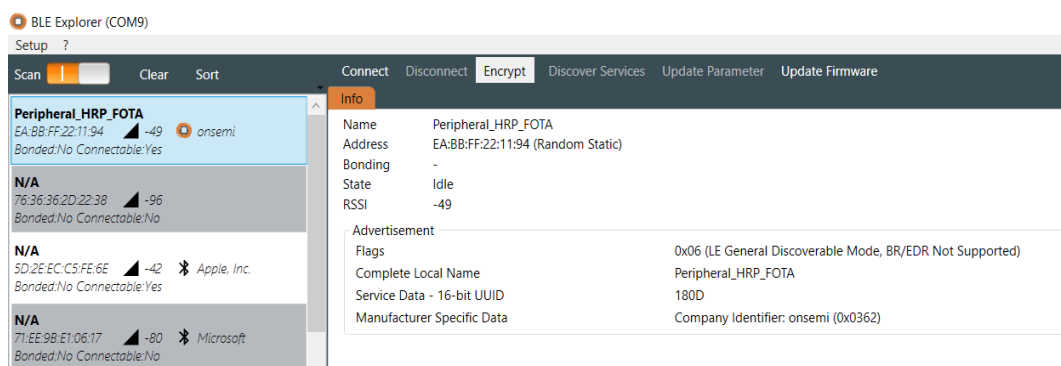 BLE Explorer (COM9)
Setup ?
Scan Clear Sort
Connect Disconnect Encrypt Discover Services Update Parameter Update Firmware
Peripheral_HRP_FOTA
EA:BB:FF:22:11:94 -49 onsemi
Bonded:No Connectable:Yes
N/A
76:36:36:2D:22:38 -96
Bonded:No Connectable:No
N/A
5D:2E:EC:C5:FE:6E -42 Apple, Inc.
Bonded:No Connectable:Yes
N/A
71:EE:9B:E1:06:17 -80 Microsoft
Bonded:No Connectable:No
Info
Name Peripheral_HRP_FOTA
Address EA:BB:FF:22:11:94 (Random Static)
Bonding -
State Idle
RSSI -49
Advertisement
Flags 0x06 (LE General Discoverable Mode, BR/EDR Not Supported)
Complete Local Name Peripheral_HRP_FOTA
Service Data - 16-bit UUID 180D
Manufacturer Specific Data Company Identifier: onsemi (0x0362)